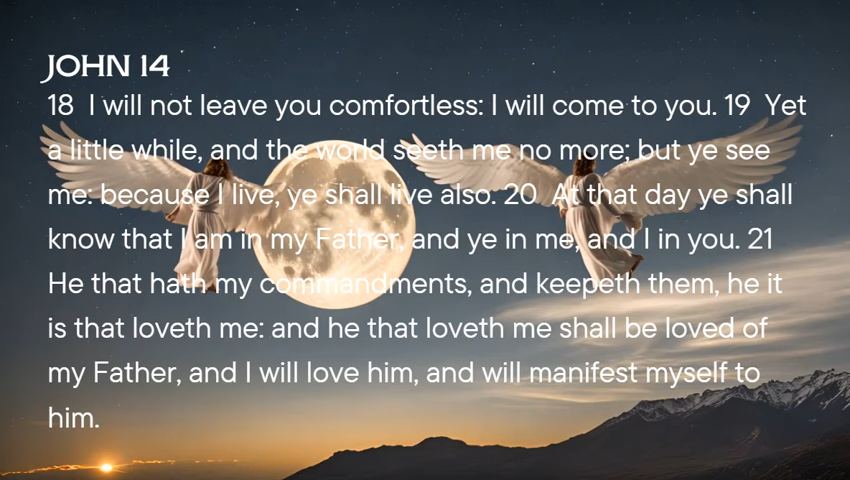 JOHN 14
18 I will not leave you comfortless: I will come to you. 19 Yet
a little while, and the world seeth me no more; but ye see
me: because I live, ye shall live also. 20 At that day ye shall
know that I am in my Father, and ye in me, and I in you. 21
He that hath my commandments, and keepeth them, he it
is that loveth me: and he that loveth me shall be loved of
my Father, and I will love him, and will manifest myself to
him.